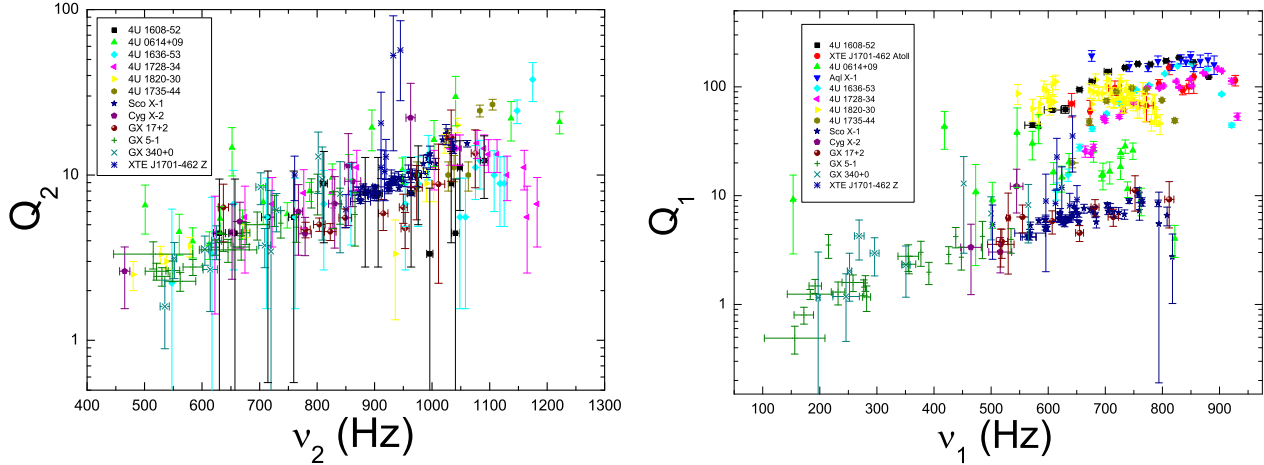 100
10
1
Q2
4U 1608-52
4U 0614+09
4U 1636-53
4U 1728-34
4U 1820-30
4U 1735-44
Sco X-1
Cyg X-2
GX 17+2
GX 5-1
GX 340+0
XTE J1701-462 Z
400 500 600 700 800 900 1000 1100 1200 1300
ν2 (Hz)
100
10
1
Q1
4U 1608-52
XTE J1701-462 Atoll
4U 0614+09
Aql X-1
4U 1636-53
4U 1728-34
4U 1820-30
4U 1735-44
Sco X-1
Cyg X-2
GX 17+2
GX 5-1
GX 340+0
XTE J1701-462 Z
100 200 300 400 500 600 700 800 900
ν1 (Hz)